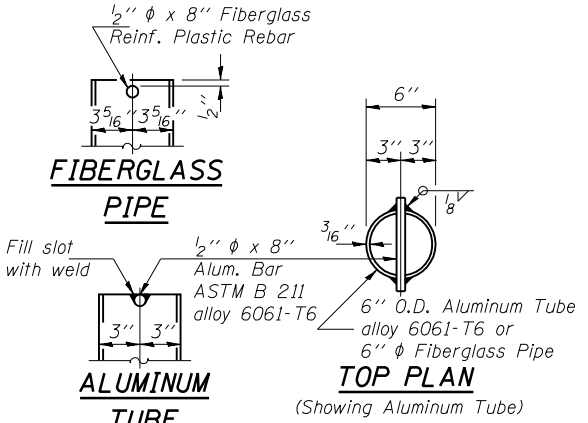 1/2'' ϕ x 8'' Fiberglass
Reinf. Plastic Rebar
3 5/16'' 3 5/16''
1/2''
FIBERGLASS
PIPE
6''
3'' 3''
1/8
3/16''
Fill slot
with weld
1/2'' ϕ x 8''
Alum. Bar
ASTM B 211
alloy 6061-T6
3'' 3''
ALUMINUM
TUBE
6'' O.D. Aluminum Tube
alloy 6061-T6 or
6'' ϕ Fiberglass Pipe
TOP PLAN
(Showing Aluminum Tube)